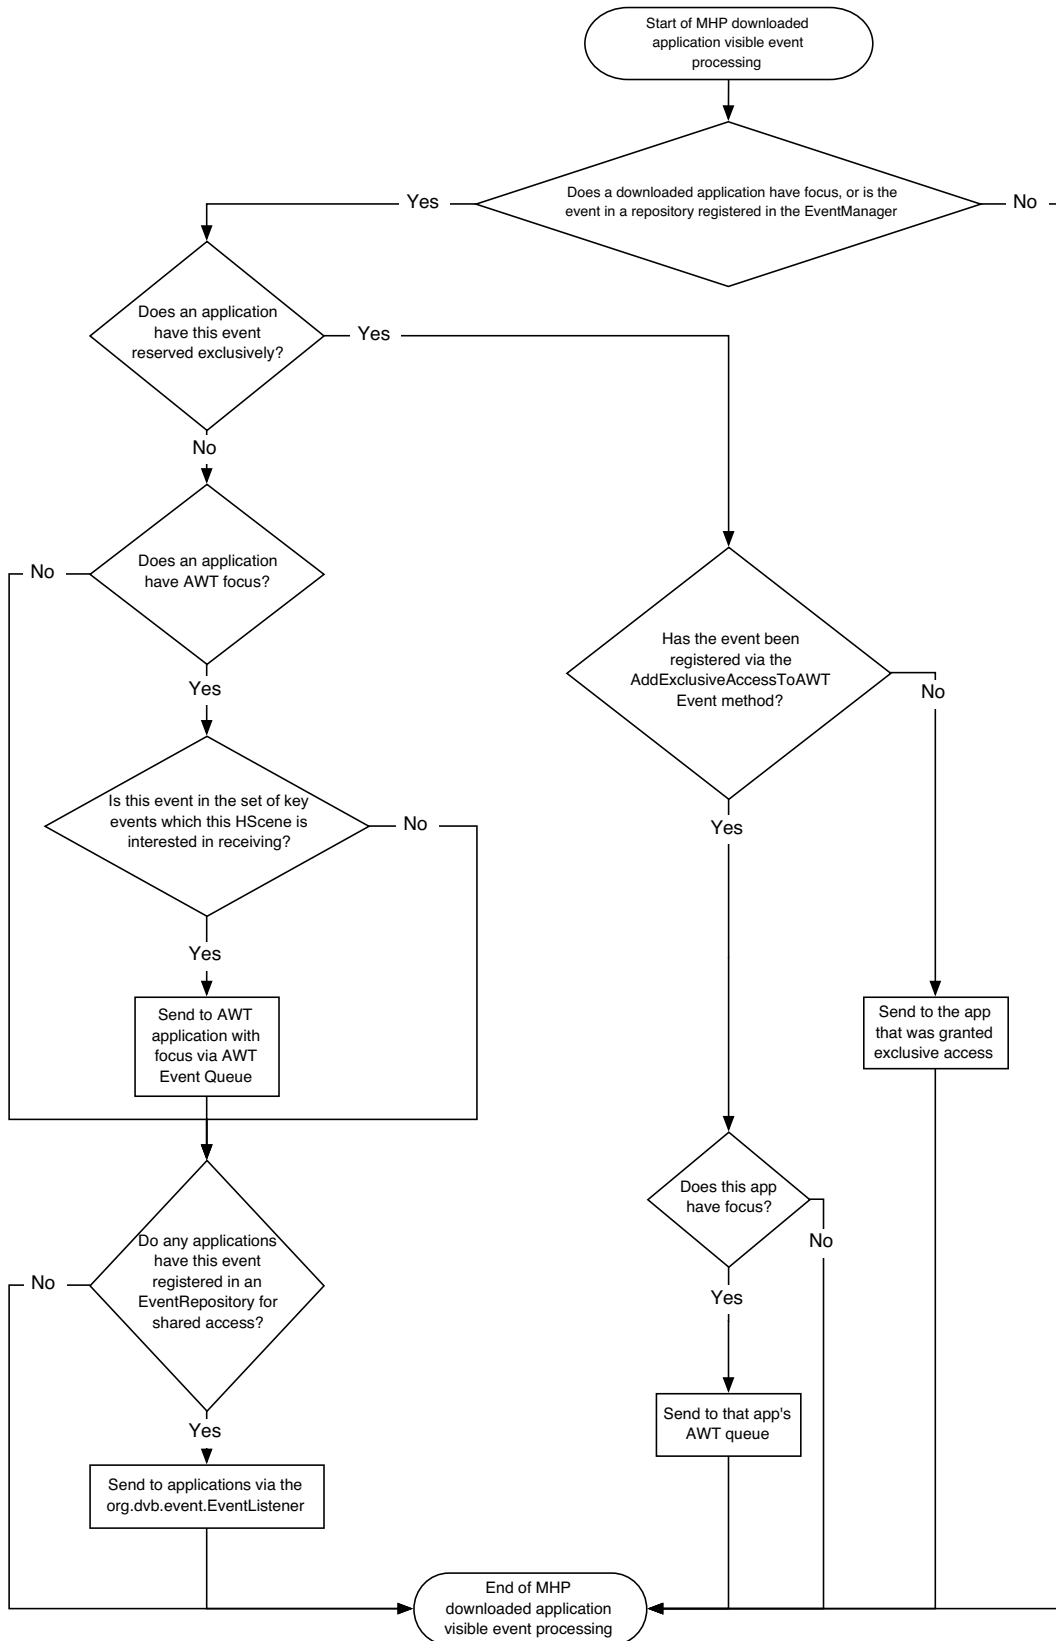 Start of MHP downloaded
application visible event
processing
Does a downloaded application have focus, or is the
event in a repository registered in the EventManager
Yes
No
Does an application
have this event
reserved exclusively?
Yes
No
Does an application
have AWT focus?
No
Yes
Has the event been
registered via the
AddExclusiveAccessToAWT
Event method?
No
Yes
Is this event in the set of key
events which this HScene is
interested in receiving?
No
Yes
Send to AWT
application with
focus via AWT
Event Queue
Send to the app
that was granted
exclusive access
Does this app
have focus?
No
Yes
Do any applications
have this event
registered in an
EventRepository for
shared access?
No
Yes
Send to that app's
AWT queue
Send to applications via the
org.dvb.event.EventListener
End of MHP
downloaded application
visible event processing